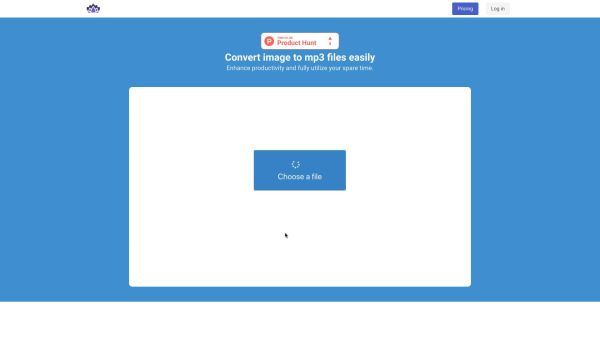 Pricing
Log in
Product Hunt
Convert image to mp3 files easily
Enhance productivity and fully utilize your spare time.
Choose a file